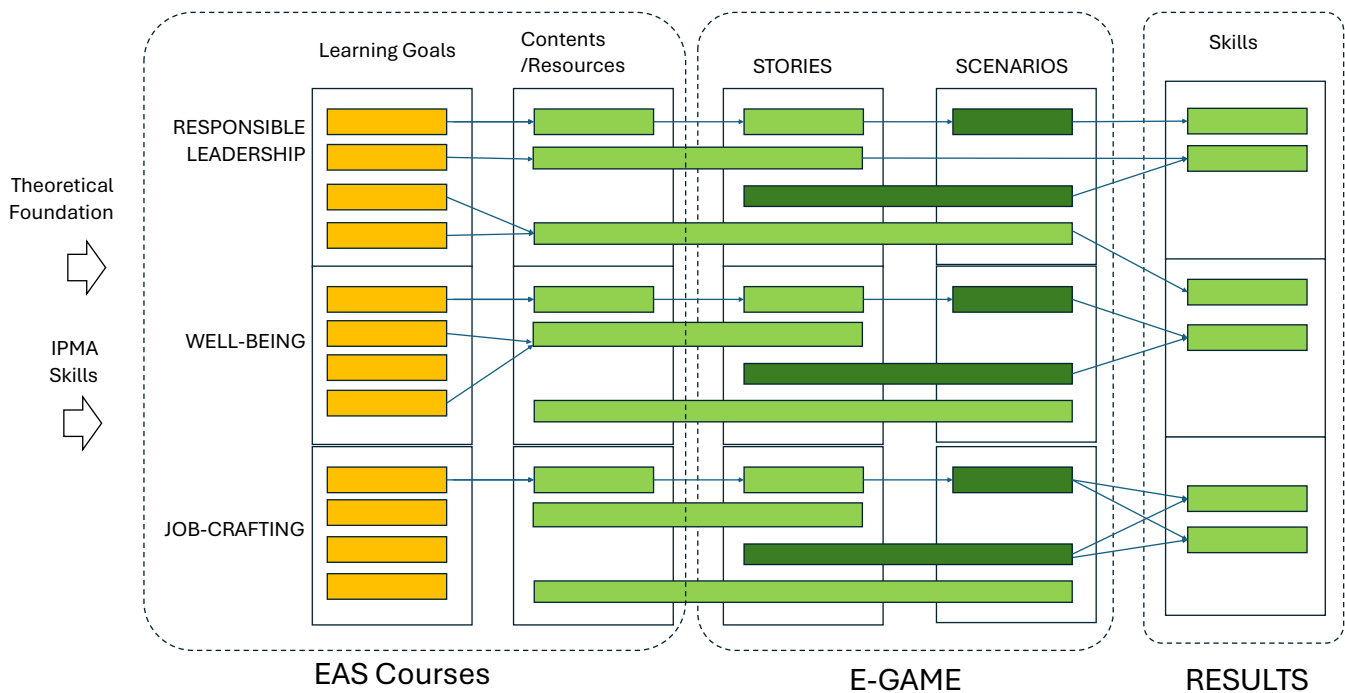 Learning Goals
Contents
/Resources
STORIES
SCENARIOS
Skills
RESPONSIBLE
LEADERSHIP
Theoretical
Foundation
WELL-BEING
IPMA
Skills
JOB-CRAFTING
EAS Courses
E-GAME
RESULTS